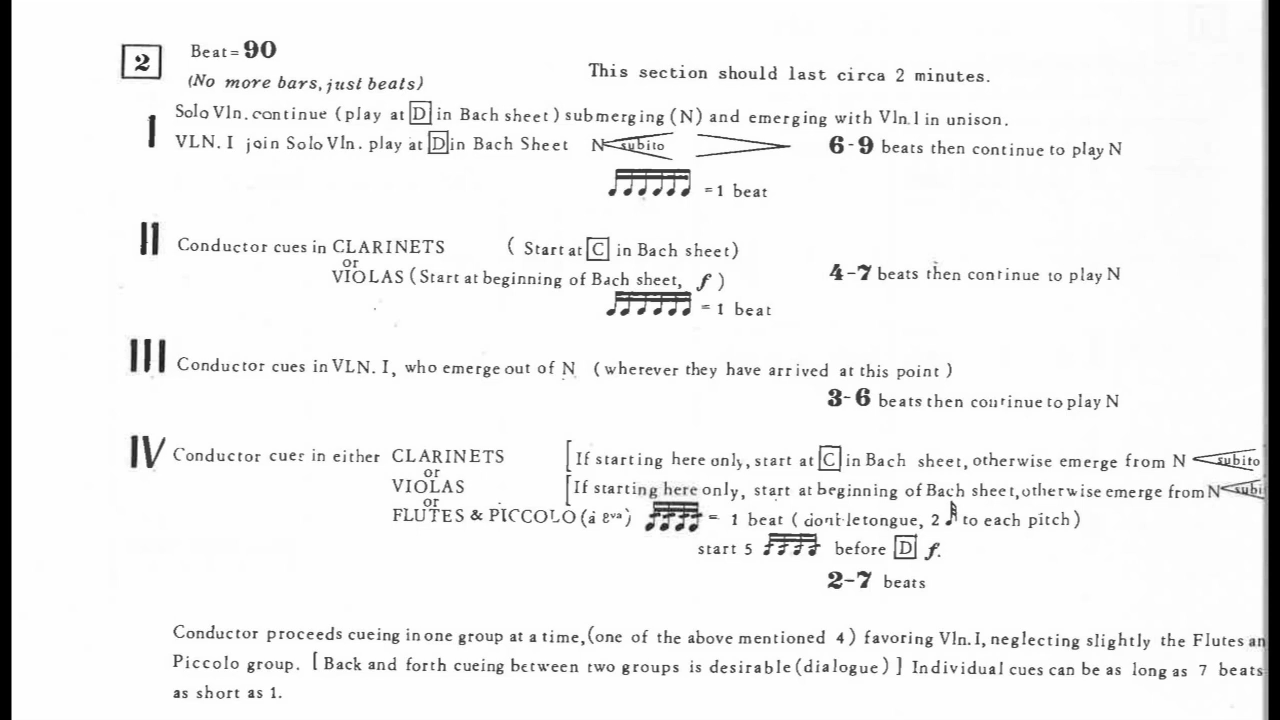 2 Beat = 90
(No more bars, just beats)
This section should last circa 2 minutes.
I Solo Vln. continue (play at D in Bach sheet) submerging (N) and emerging with Vln. 1 in unison.
VLN. I join Solo Vln. play at D in Bach Sheet N subito 6-9 beats then continue to play N
= 1 beat
II Conductor cues in CLARINETS (Start at C in Bach sheet)
or
VIOLAS (Start at beginning of Bach sheet, f) 4-7 beats then continue to play N
= 1 beat
III Conductor cues in VLN. I, who emerge out of N (wherever they have arrived at this point)
3-6 beats then continue to play N
IV Conductor cues in either CLARINETS [If starting here only, start at C in Bach sheet, otherwise emerge from N subito
or
VIOLAS [If starting here only, start at beginning of Bach sheet, otherwise emerge from N subi
or
FLUTES & PICCOLO (à 8va) = 1 beat (doubletongue, 2 to each pitch)
start 5 before D f.
2-7 beats
Conductor proceeds cueing in one group at a time, (one of the above mentioned 4) favoring Vln. I, neglecting slightly the Flutes an
Piccolo group. [Back and forth cueing between two groups is desirable (dialogue)] Individual cues can be as long as 7 beats
as short as 1.